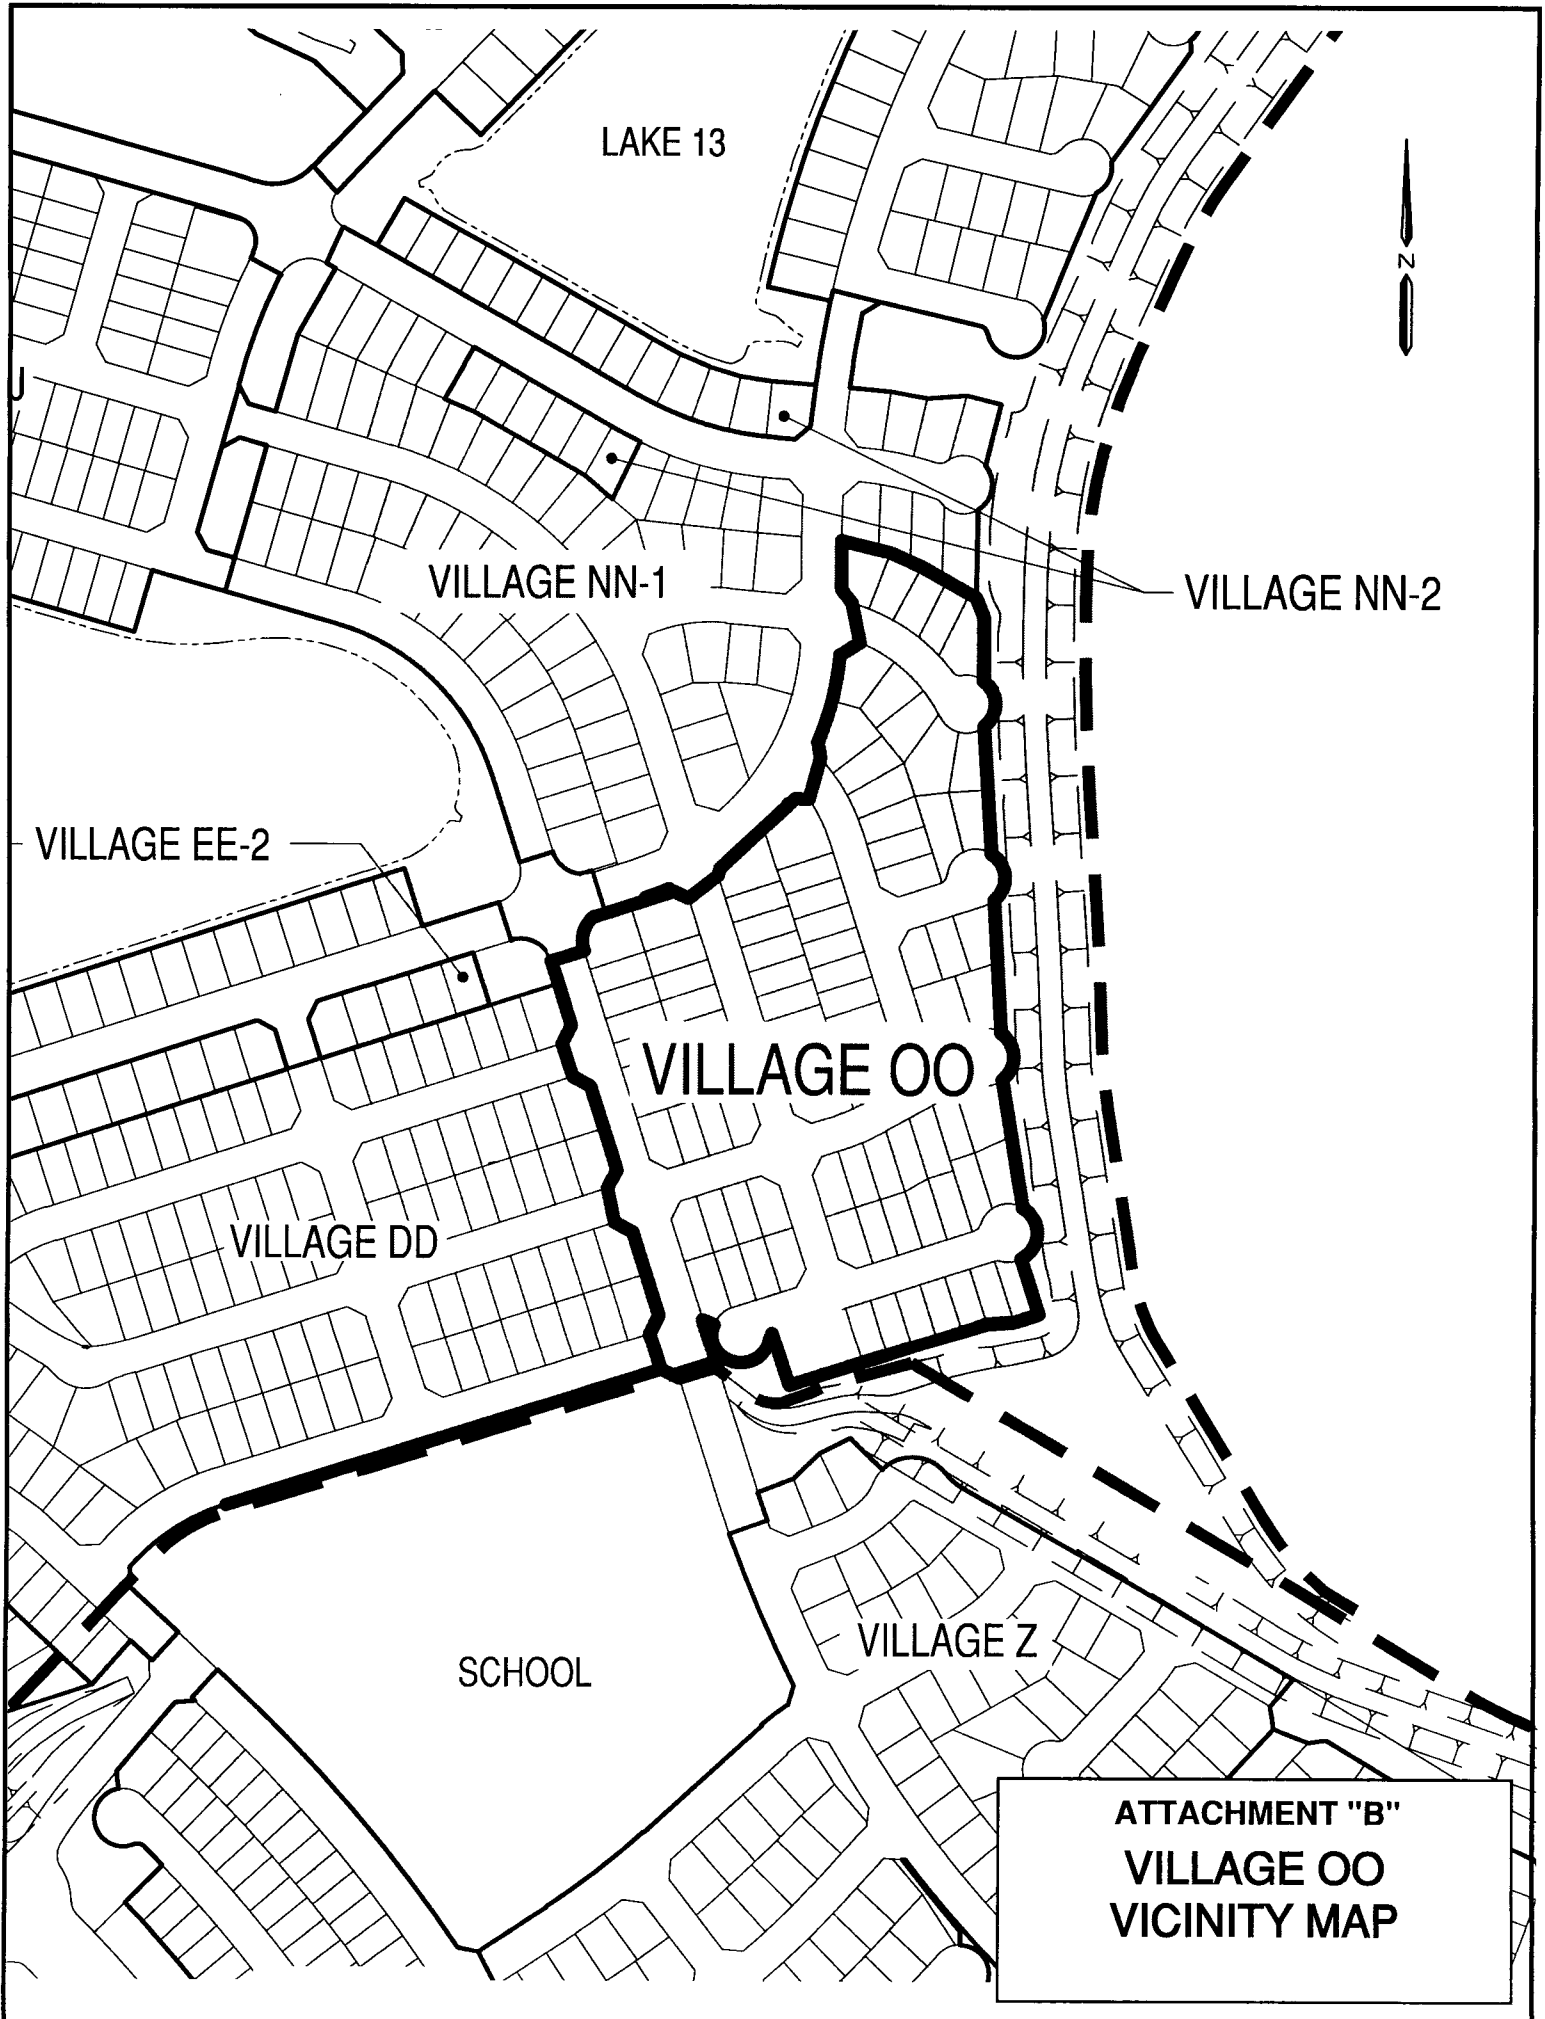 LAKE 13
N
U
VILLAGE NN-1
VILLAGE NN-2
VILLAGE EE-2
VILLAGE OO
VILLAGE DD
VILLAGE Z
SCHOOL
ATTACHMENT "B"
VILLAGE OO
VICINITY MAP